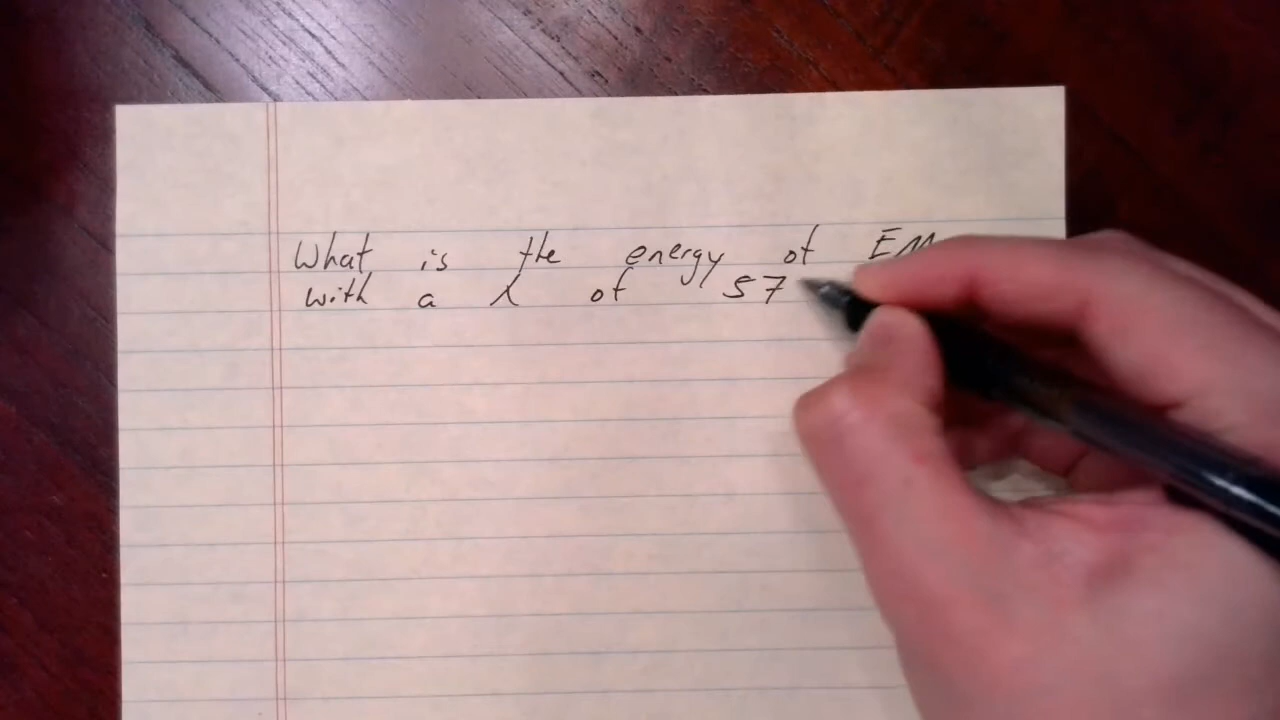 What is the energy of EM
with a λ of 57